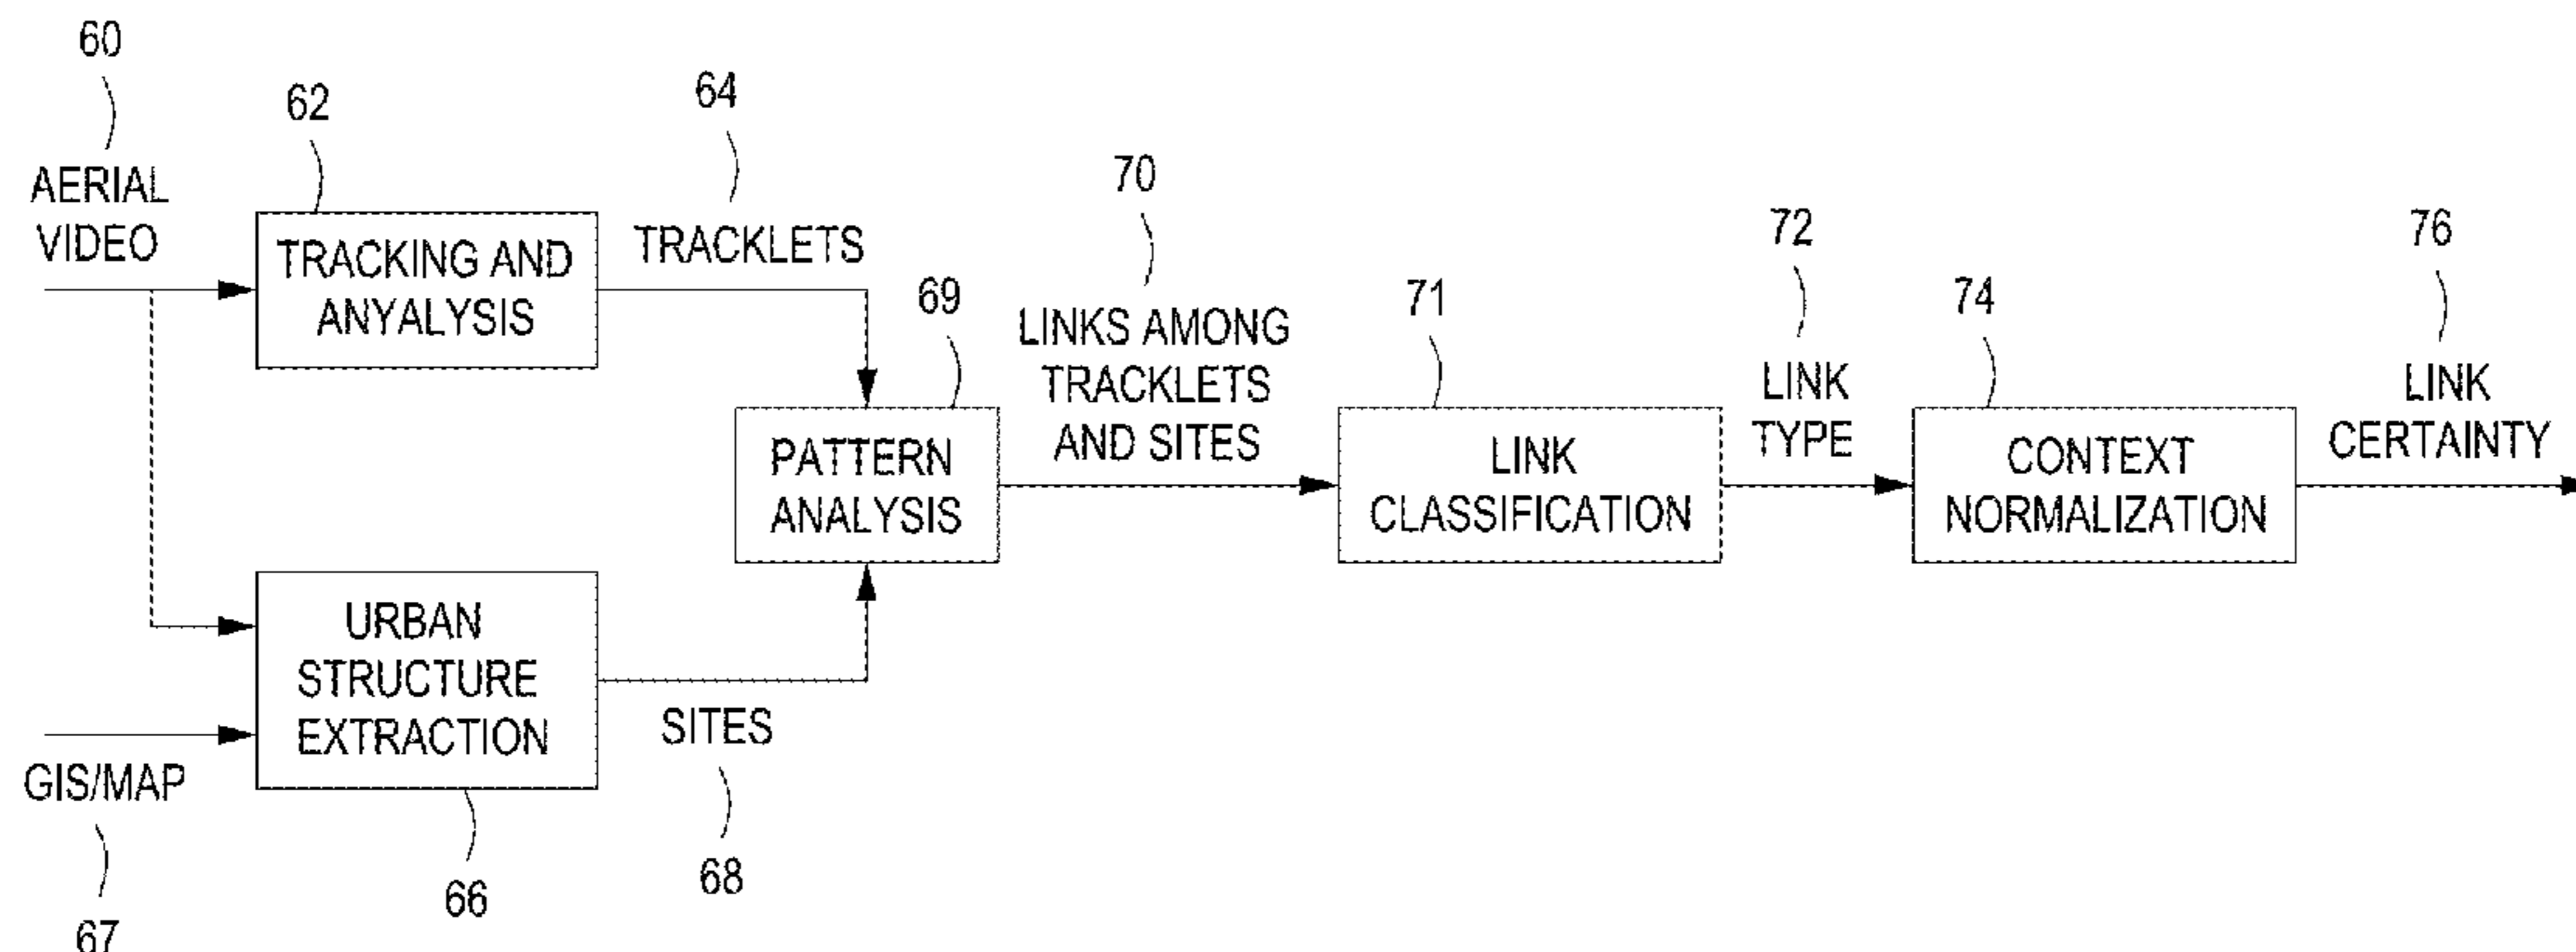 60
AERIAL
VIDEO
62
TRACKING AND
ANYALYSIS
64
TRACKLETS
69
PATTERN
ANALYSIS
70
LINKS AMONG
TRACKLETS
AND SITES
71
LINK
CLASSIFICATION
72
LINK
TYPE
74
CONTEXT
NORMALIZATION
76
LINK
CERTAINTY
URBAN
STRUCTURE
EXTRACTION
66
SITES
68
GIS/MAP
67